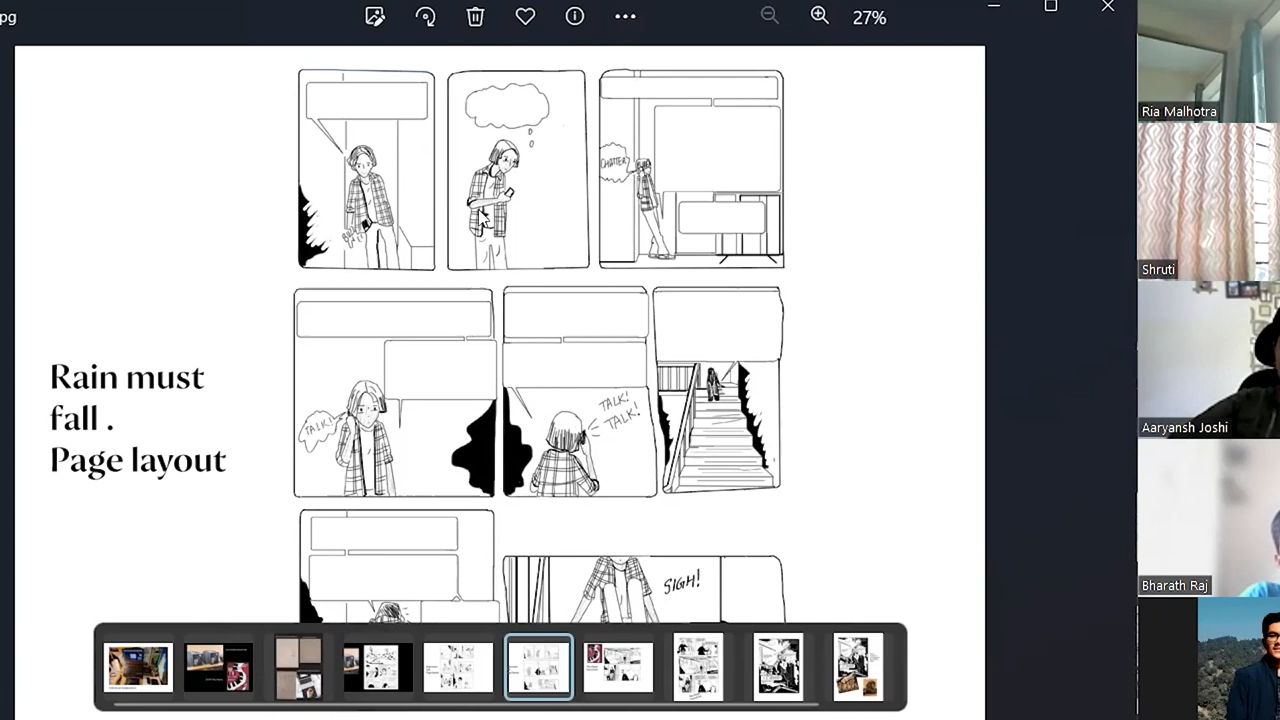 pg
27%
CHATTER
Rain must
fall .
Page layout
TALK!
TALK!
TALK!
SIGH!
Ria Malhotra
Shruti
Aaryansh Joshi
Bharath Raj